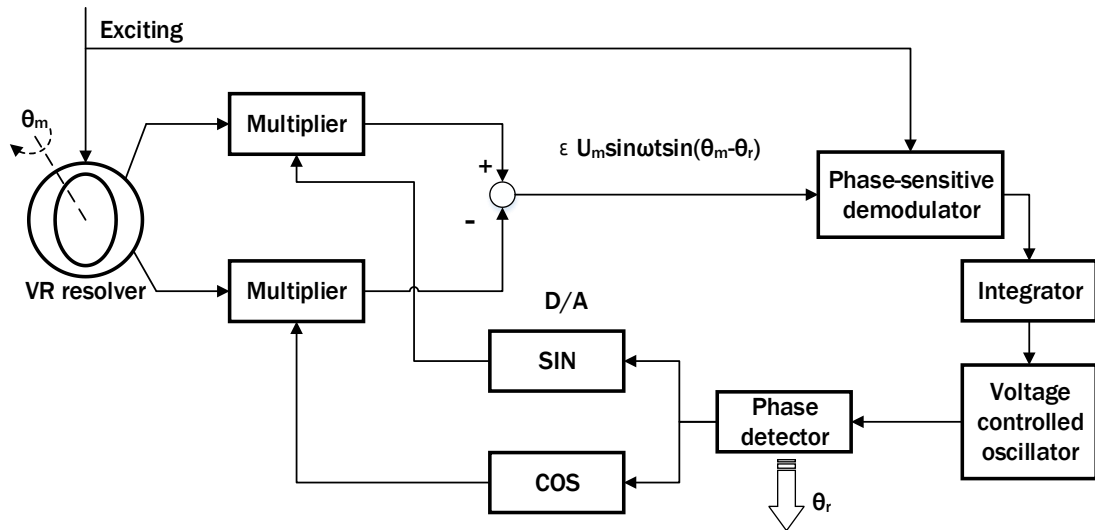 Exciting
θm
Multiplier
ε Umsinωtsin(θm-θr)
+
Phase-sensitive
demodulator
-
VR resolver
Multiplier
Integrator
D/A
SIN
Voltage
controlled
oscillator
Phase
detector
COS
θr